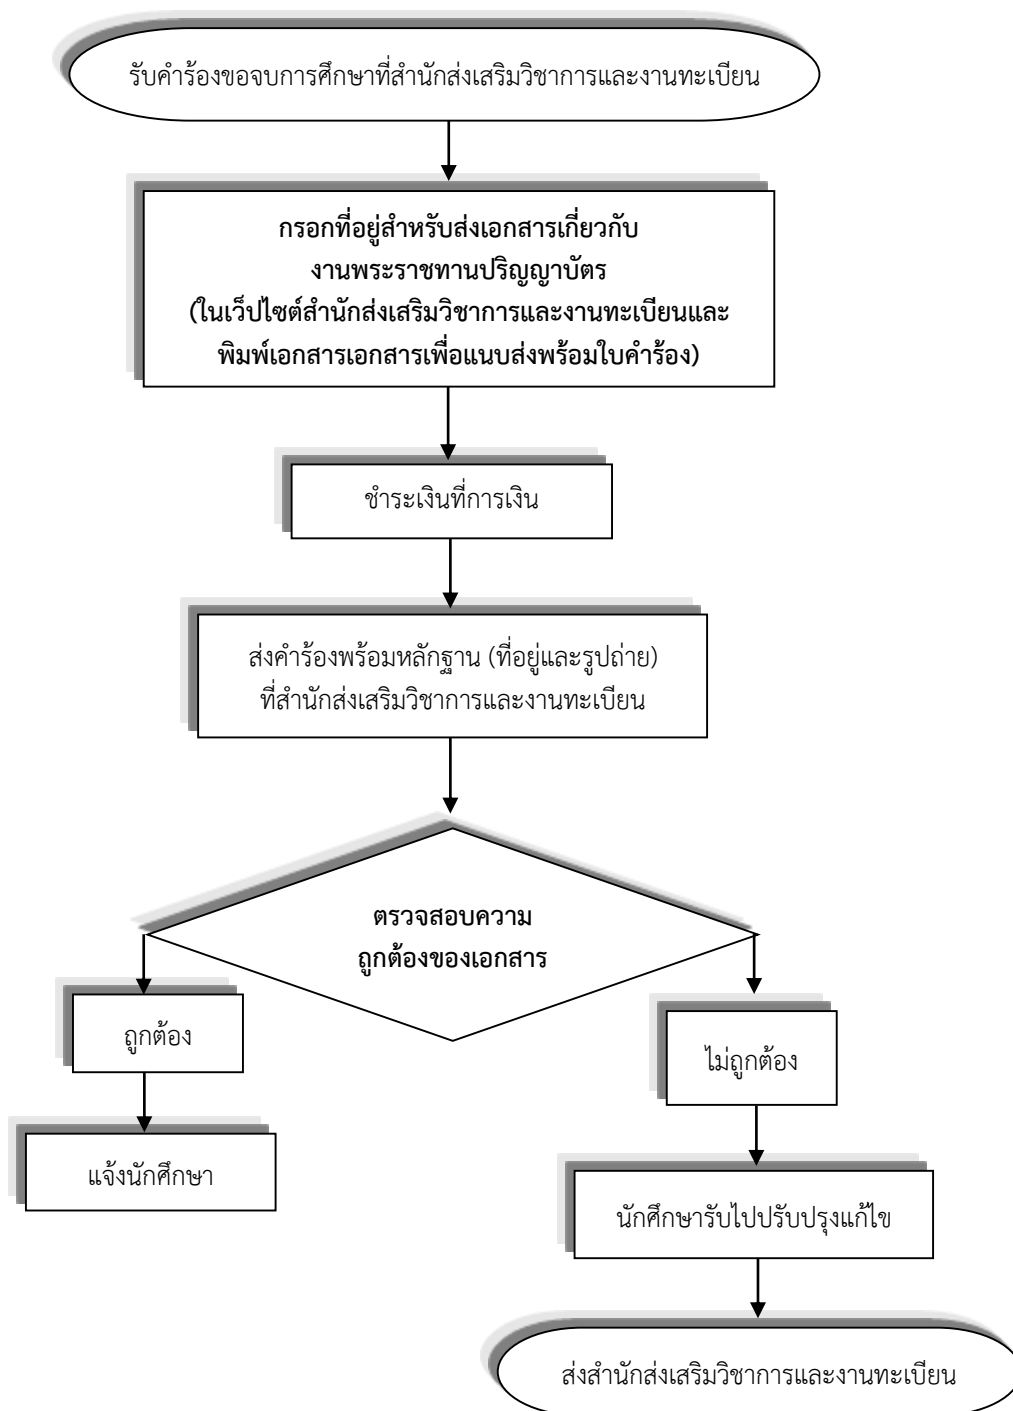 รับคำร้องขอจบการศึกษาที่สำนักส่งเสริมวิชาการและงานทะเบียน
กรอกที่อยู่สำหรับส่งเอกสารเกี่ยวกับ
งานพระราชทานปริญญาบัตร
(ในเว็ปไซต์สำนักส่งเสริมวิชาการและงานทะเบียนและ
พิมพ์เอกสารเอกสารเพื่อแนบส่งพร้อมใบคำร้อง)
ชำระเงินที่การเงิน
ส่งคำร้องพร้อมหลักฐาน (ที่อยู่และรูปถ่าย)
ที่สำนักส่งเสริมวิชาการและงานทะเบียน
ตรวจสอบความ
ถูกต้องของเอกสาร
ถูกต้อง
ไม่ถูกต้อง
แจ้งนักศึกษา
นักศึกษารับไปปรับปรุงแก้ไข
ส่งสำนักส่งเสริมวิชาการและงานทะเบียน